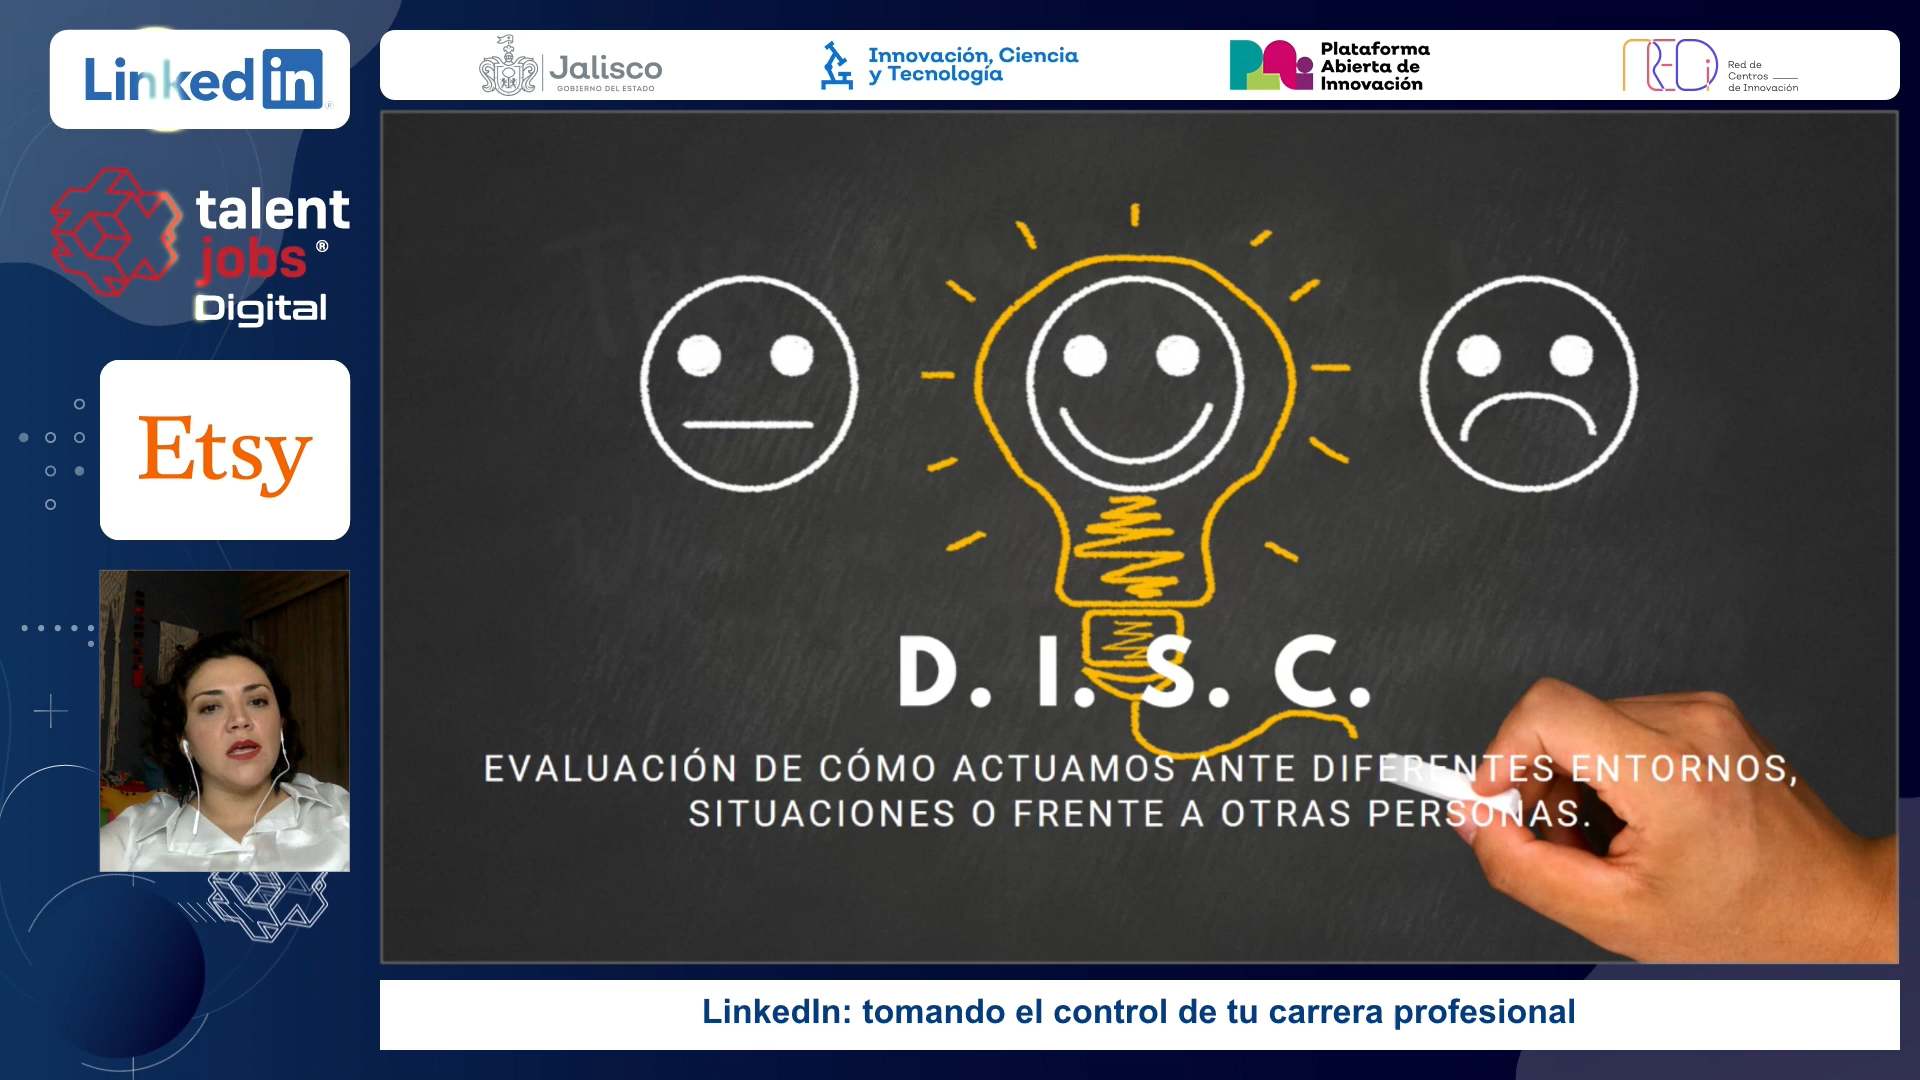 LinkedIn
®
Jalisco
GOBIERNO DEL ESTADO
Innovación, Ciencia
y Tecnología
Plataforma
Abierta de
Innovación
REDi
Red de
Centros
de Innovación
talent
jobs ®
Digital
Etsy
D. I. S. C.
EVALUACIÓN DE CÓMO ACTUAMOS ANTE DIFERENTES ENTORNOS,
SITUACIONES O FRENTE A OTRAS PERSONAS.
LinkedIn: tomando el control de tu carrera profesional